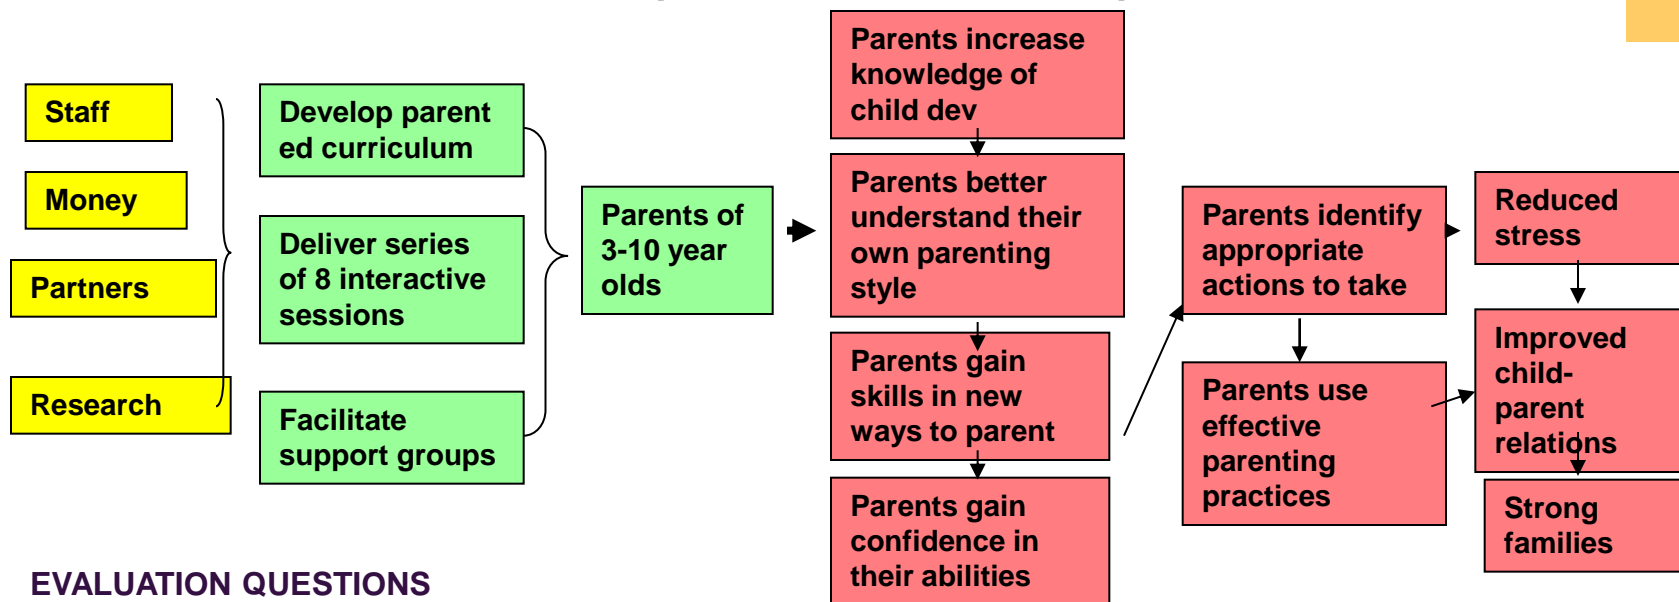 Staff
Money
Partners
Research
Develop parent
ed curriculum
Deliver series
of 8 interactive
sessions
Facilitate
support groups
Parents of
3-10 year
olds
Parents increase
knowledge of
child dev
Parents better
understand their
own parenting
style
Parents gain
skills in new
ways to parent
Parents gain
confidence in
their abilities
Parents identify
appropriate
actions to take
Parents use
effective
parenting
practices
Reduced
stress
Improved
child-
parent
relations
Strong
families
EVALUATION QUESTIONS